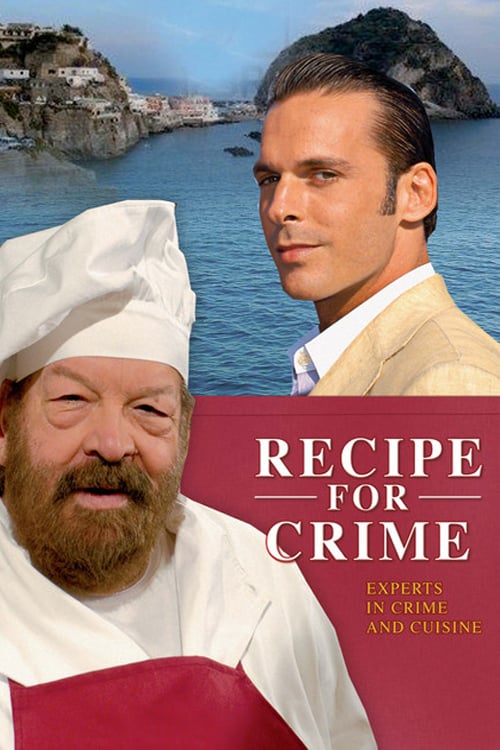 RECIPE
FOR
CRIME
EXPERTS
IN CRIME
AND CUISINE